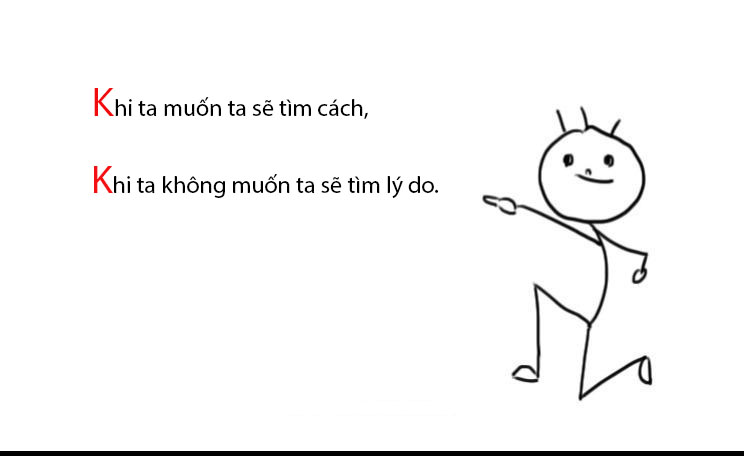 Khi ta muốn ta sẽ tìm cách,
Khi ta không muốn ta sẽ tìm lý do.